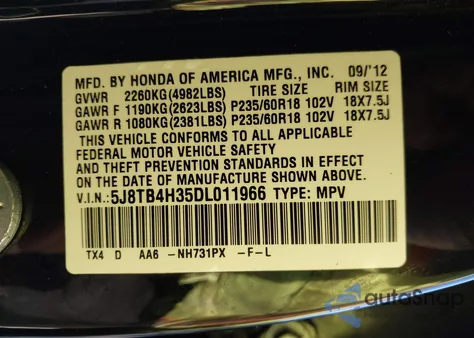 MFD. BY HONDA OF AMERICA MFG., INC. 09/'12
GVWR 2260KG(4982LBS) TIRE SIZE RIM SIZE
GAWR F 1190KG(2623LBS) P235/60R18 102V 18X7.5J
GAWR R 1080KG(2381LBS) P235/60R18 102V 18X7.5J
THIS VEHICLE CONFORMS TO ALL APPLICABLE
FEDERAL MOTOR VEHICLE SAFETY
AND THEFT PREVENTION STANDARDS IN EFFECT
ON THE DATE OF MANUFACTURE SHOWN ABOVE.
V.I.N.:5J8TB4H35DL011966 TYPE: MPV
TX4 D AA6 -NH731PX -F-L
autoSnap